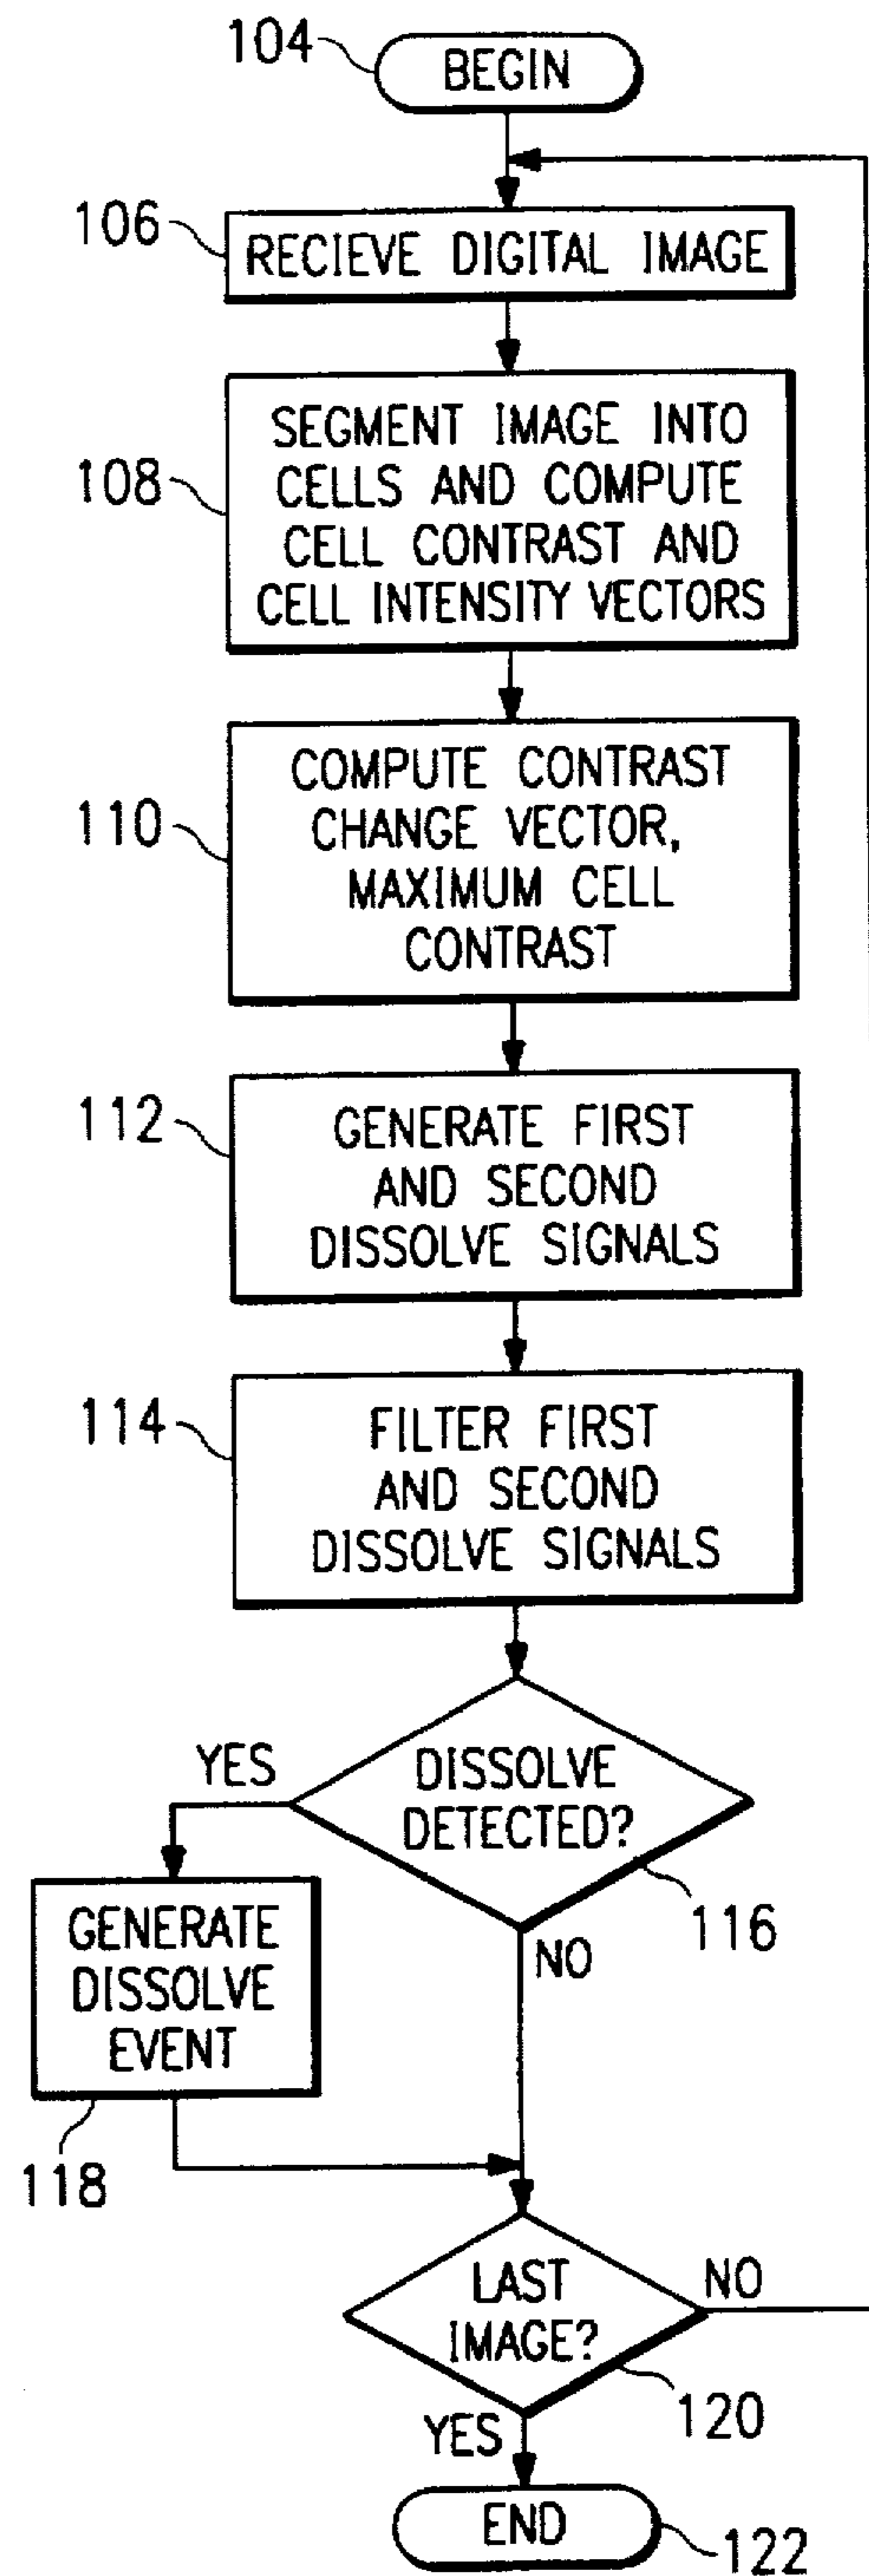 104
BEGIN
106
RECIEVE DIGITAL IMAGE
108
SEGMENT IMAGE INTO
CELLS AND COMPUTE
CELL CONTRAST AND
CELL INTENSITY VECTORS
110
COMPUTE CONTRAST
CHANGE VECTOR,
MAXIMUM CELL
CONTRAST
112
GENERATE FIRST
AND SECOND
DISSOLVE SIGNALS
114
FILTER FIRST
AND SECOND
DISSOLVE SIGNALS
YES
DISSOLVE
DETECTED?
116
NO
GENERATE
DISSOLVE
EVENT
118
LAST
IMAGE?
NO
120
YES
END
122